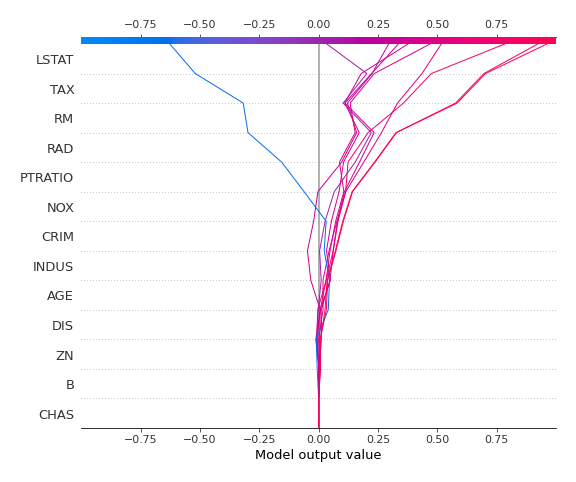 −0.75 −0.50 −0.25 0.00 0.25 0.50 0.75
LSTAT
TAX
RM
RAD
PTRATIO
NOX
CRIM
INDUS
AGE
DIS
ZN
B
CHAS
−0.75 −0.50 −0.25 0.00 0.25 0.50 0.75
Model output value